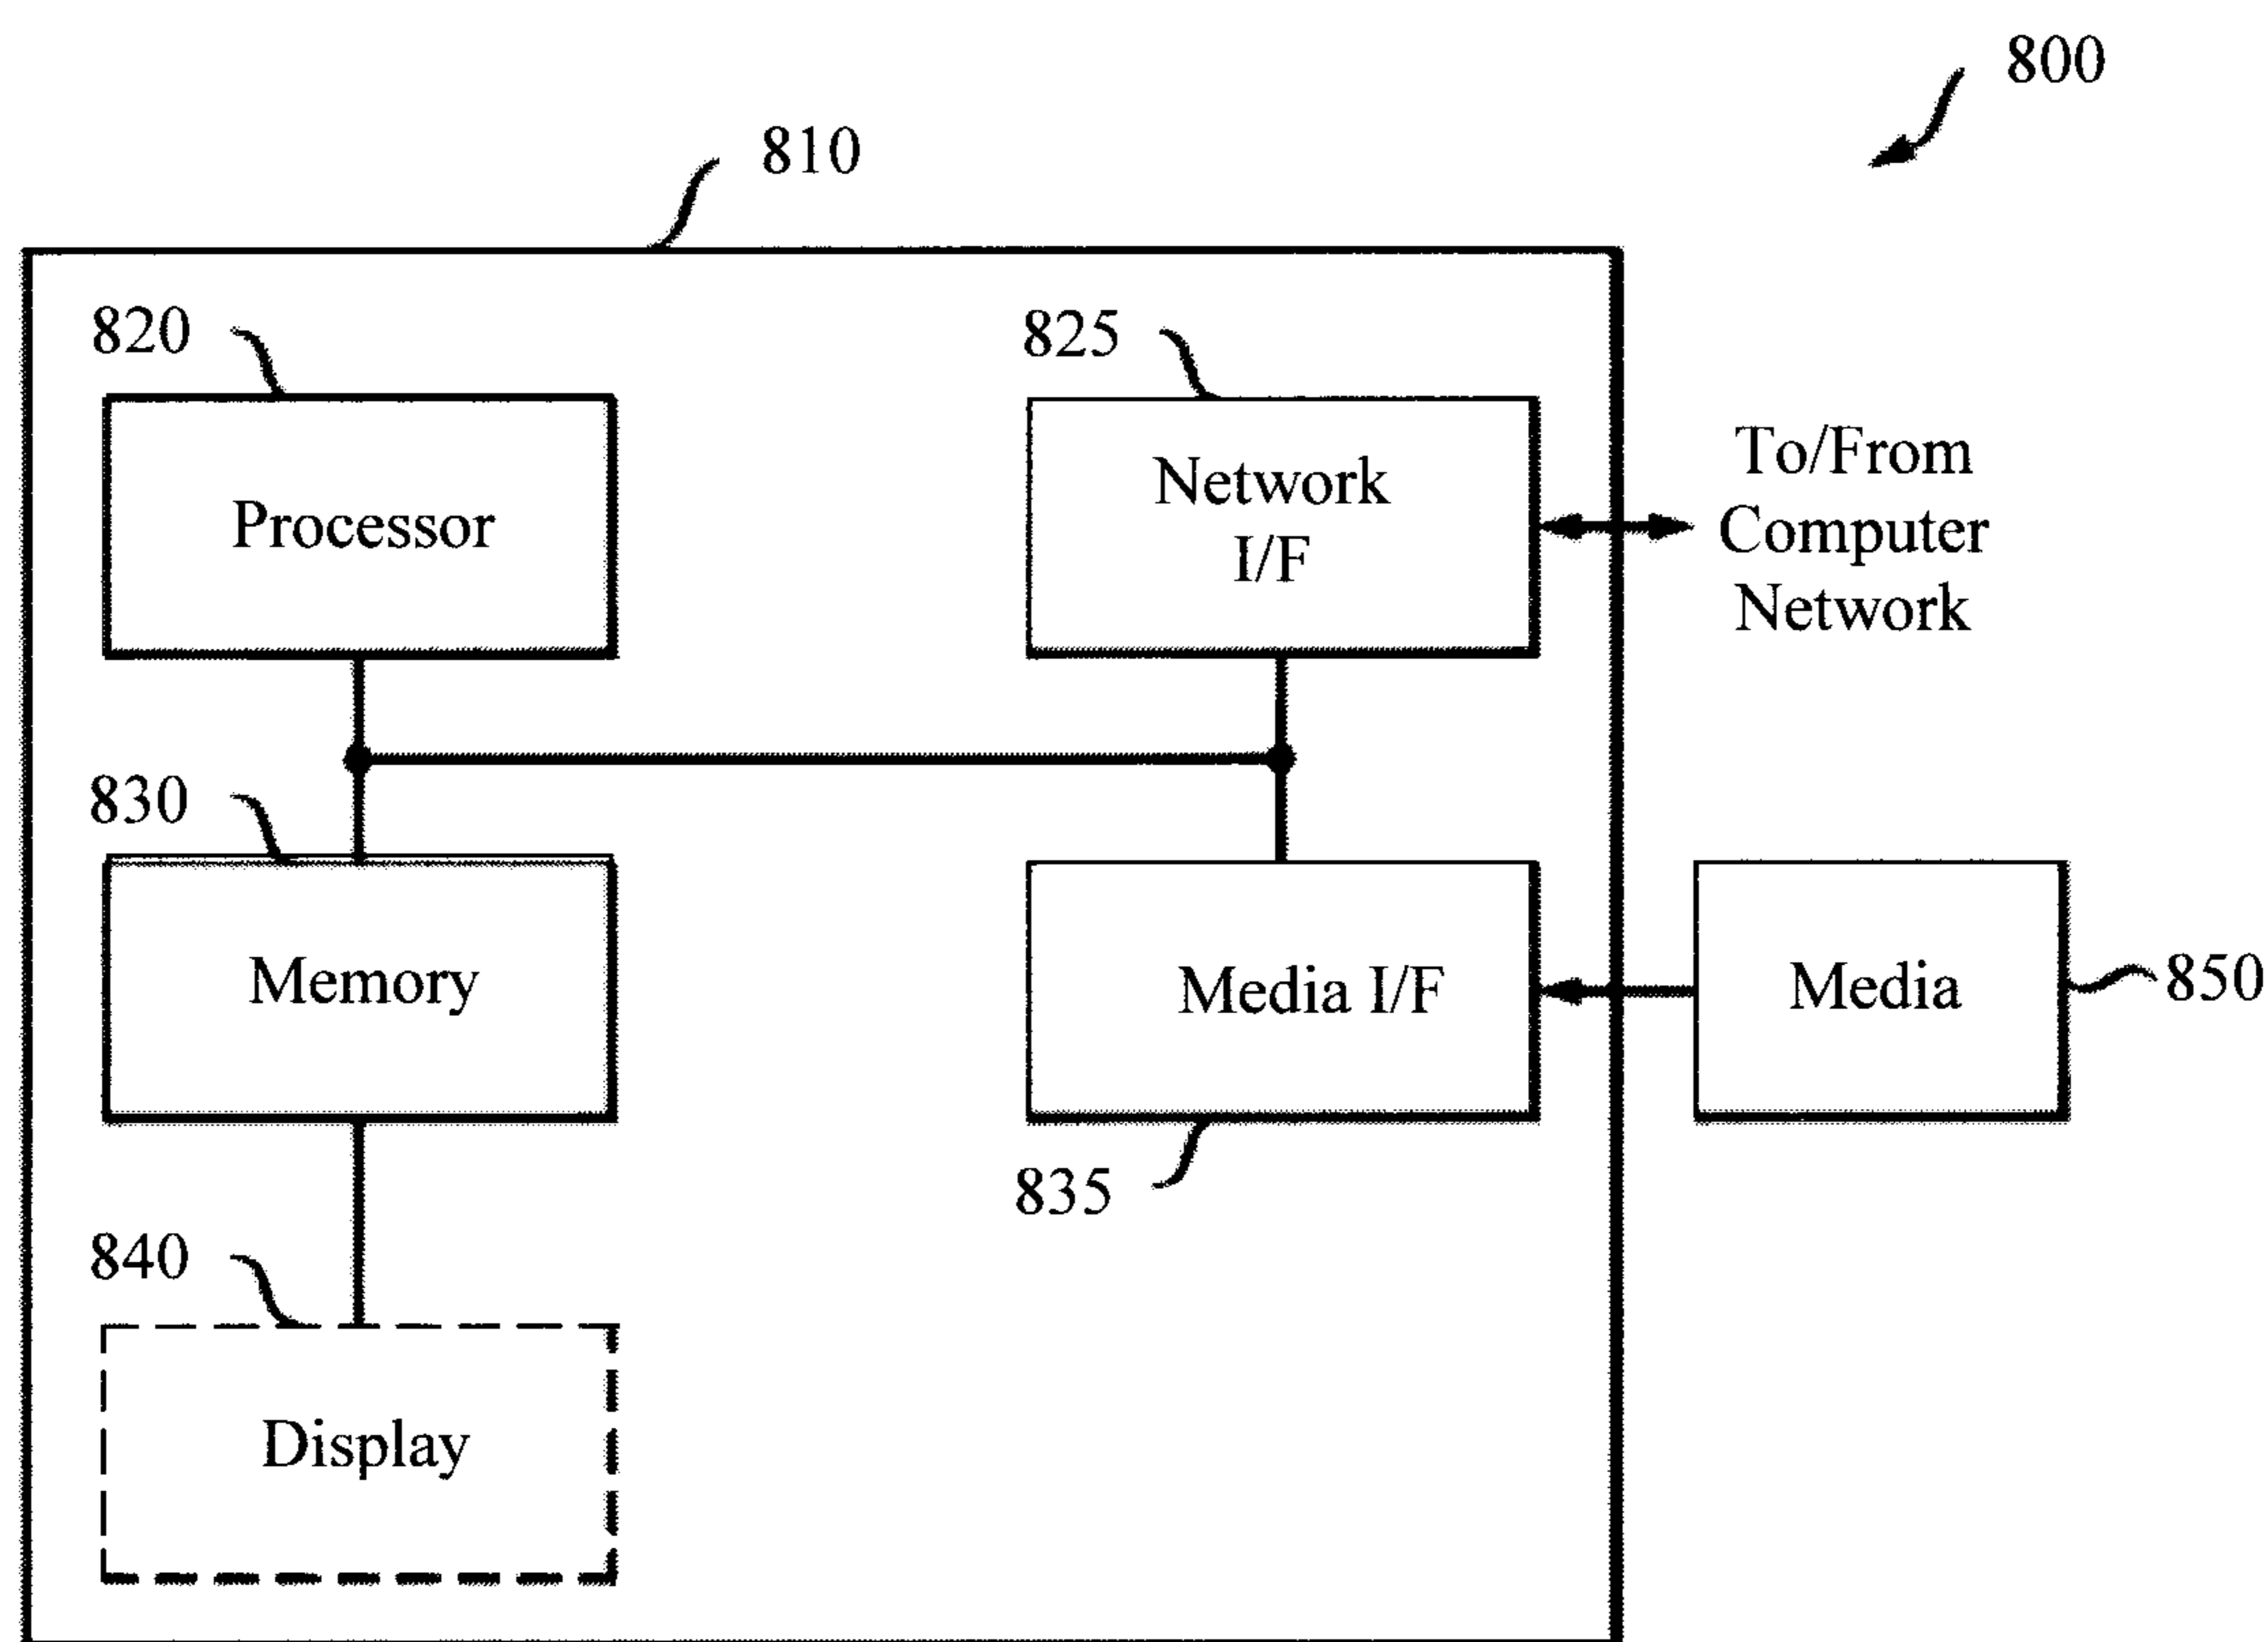 800
810
820
825
Processor
Network
I/F
To/From
Computer
Network
830
Memory
Media I/F
Media
850
835
840
Display